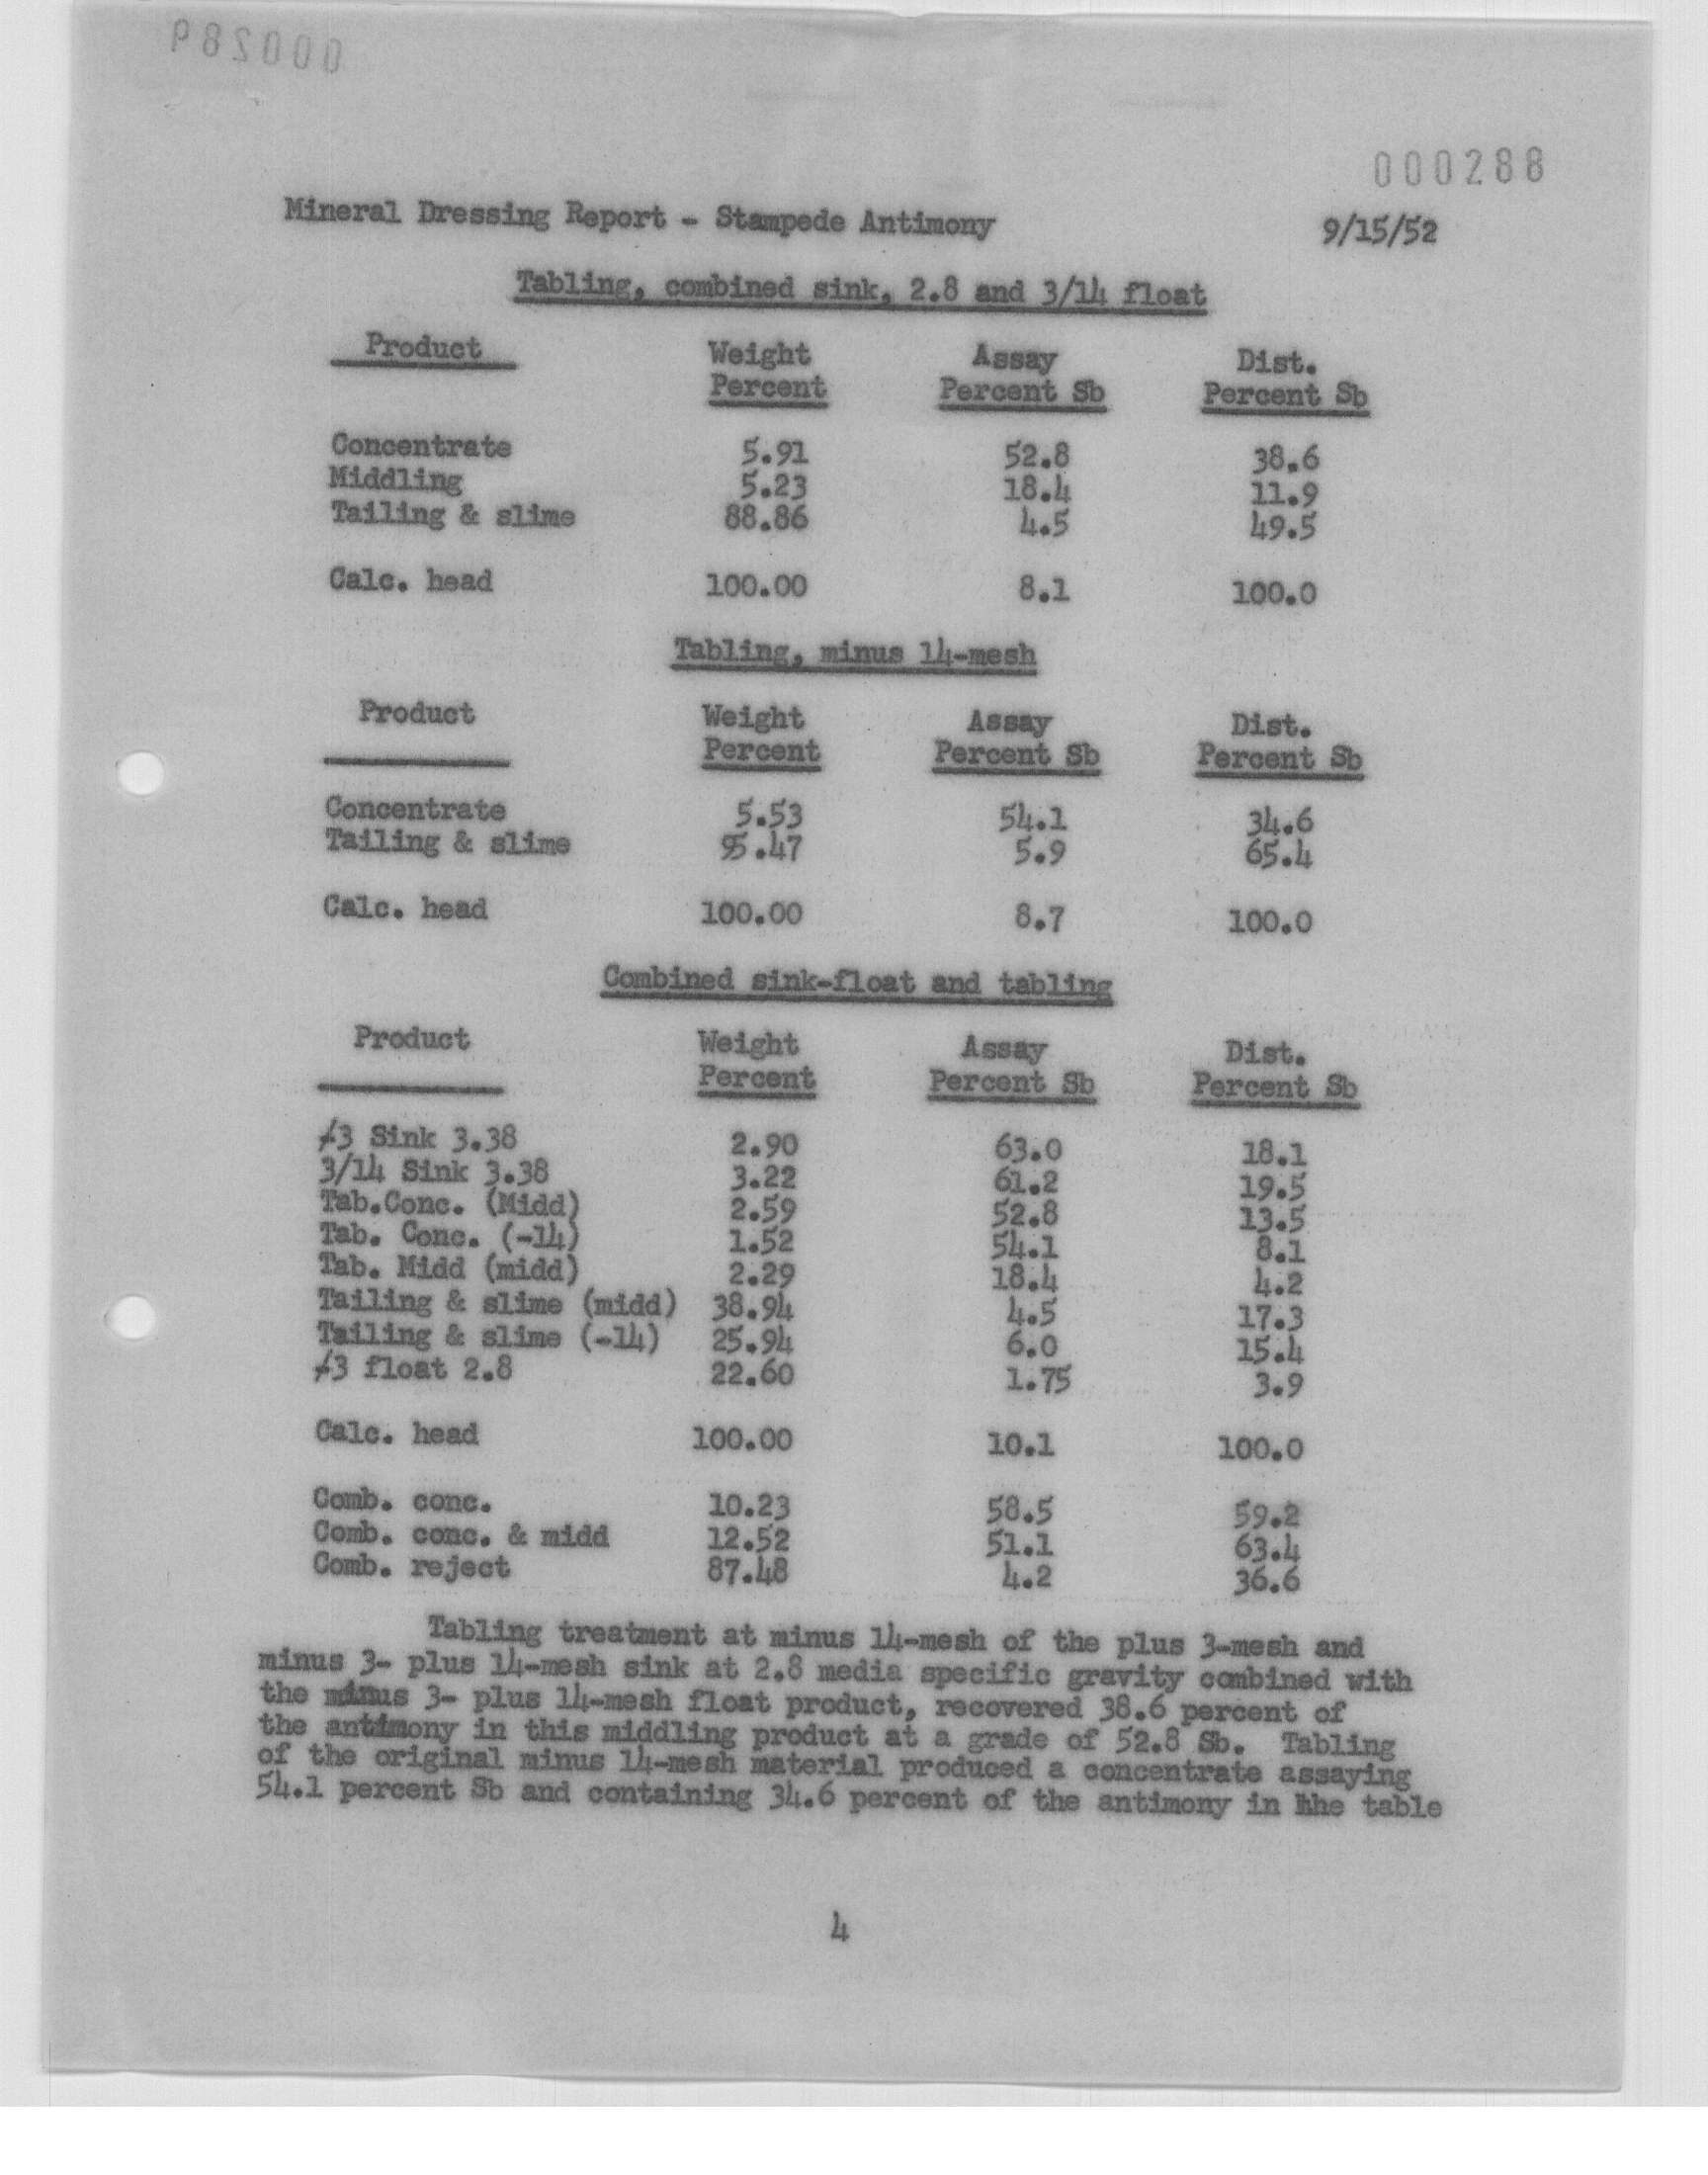 000289
000288
Mineral Dressing Report - Stampede Antimony 9/15/52
Tabling, combined sink, 2.8 and 3/14 float
Product Weight Assay Dist.
Percent Percent Sb Percent Sb
Concentrate 5.91 52.8 38.6
Middling 5.23 18.4 11.9
Tailing & slime 88.86 4.5 49.5
Calc. head 100.00 8.1 100.0
Tabling, minus 14-mesh
Product Weight Assay Dist.
Percent Percent Sb Percent Sb
Concentrate 5.53 54.1 34.6
Tailing & slime 95.47 5.9 65.4
Calc. head 100.00 8.7 100.0
Combined sink-float and tabling
Product Weight Assay Dist.
Percent Percent Sb Percent Sb
+3 Sink 3.38 2.90 63.0 18.1
3/14 Sink 3.38 3.22 61.2 19.5
Tab.Conc. (Midd) 2.59 52.8 13.5
Tab. Conc. (-14) 1.52 54.1 8.1
Tab. Midd (midd) 2.29 18.4 4.2
Tailing & slime (midd) 38.94 4.5 17.3
Tailing & slime (-14) 25.94 6.0 15.4
+3 float 2.8 22.60 1.75 3.9
Calc. head 100.00 10.1 100.0
Comb. conc. 10.23 58.5 59.2
Comb. conc. & midd 12.52 51.1 63.4
Comb. reject 87.48 4.2 36.6
Tabling treatment at minus 14-mesh of the plus 3-mesh and
minus 3- plus 14-mesh sink at 2.8 media specific gravity combined with
the minus 3- plus 14-mesh float product, recovered 38.6 percent of
the antimony in this middling product at a grade of 52.8 Sb. Tabling
of the original minus 14-mesh material produced a concentrate assaying
54.1 percent Sb and containing 34.6 percent of the antimony in hhe table
4